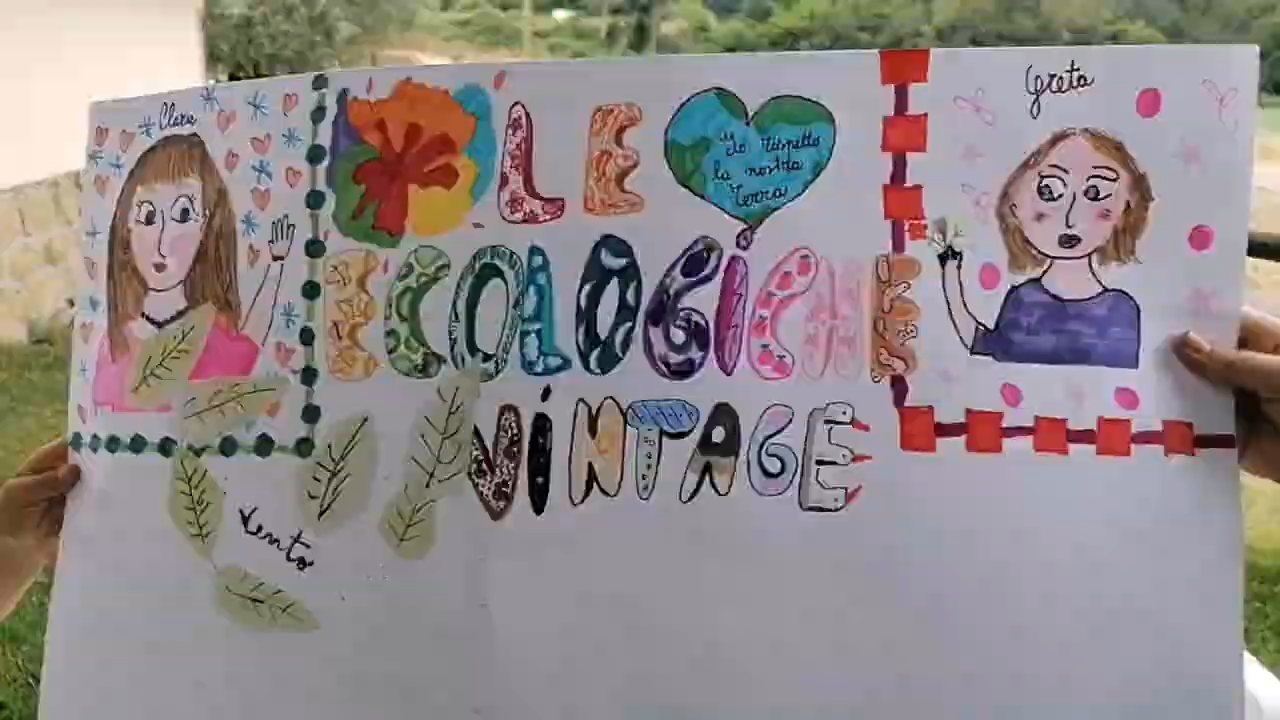 Clara
Greta
LE
Io rispetto
la nostra
Terra
ECOLOGiCHE
ViNTAGE
Vento